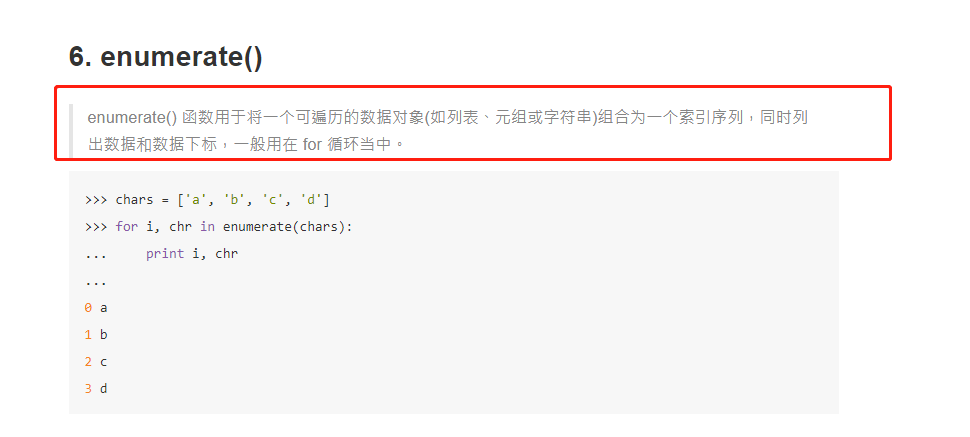 6. enumerate()
enumerate() 函数用于将一个可遍历的数据对象(如列表、元组或字符串)组合为一个索引序列，同时列
出数据和数据下标，一般用在 for 循环当中。
>>> chars = ['a', 'b', 'c', 'd']
>>> for i, chr in enumerate(chars):
...     print i, chr
...
0 a
1 b
2 c
3 d